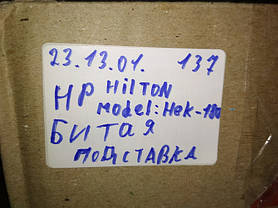 23.13.01. 137
HP HilTON
model: Hek-180
БИТАЯ
ПОДСТАВКА